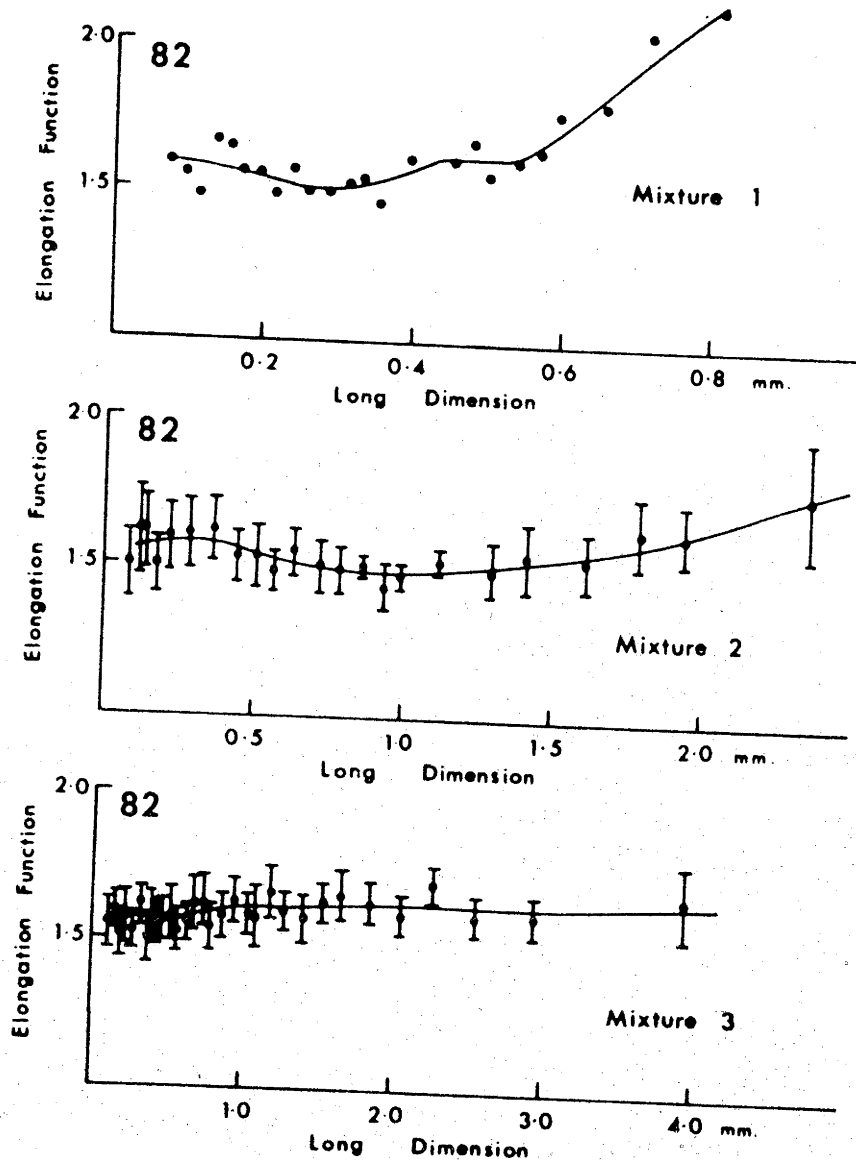 2·0
82
Elongation Function
1·5
Mixture 1
0·2 0·4 0·6 0·8 mm.
Long Dimension
2·0
82
Elongation Function
1·5
Mixture 2
0·5 1·0 1·5 2·0 mm.
Long Dimension
2·0
82
Elongation Function
1·5
Mixture 3
1·0 2·0 3·0 4·0 mm.
Long Dimension